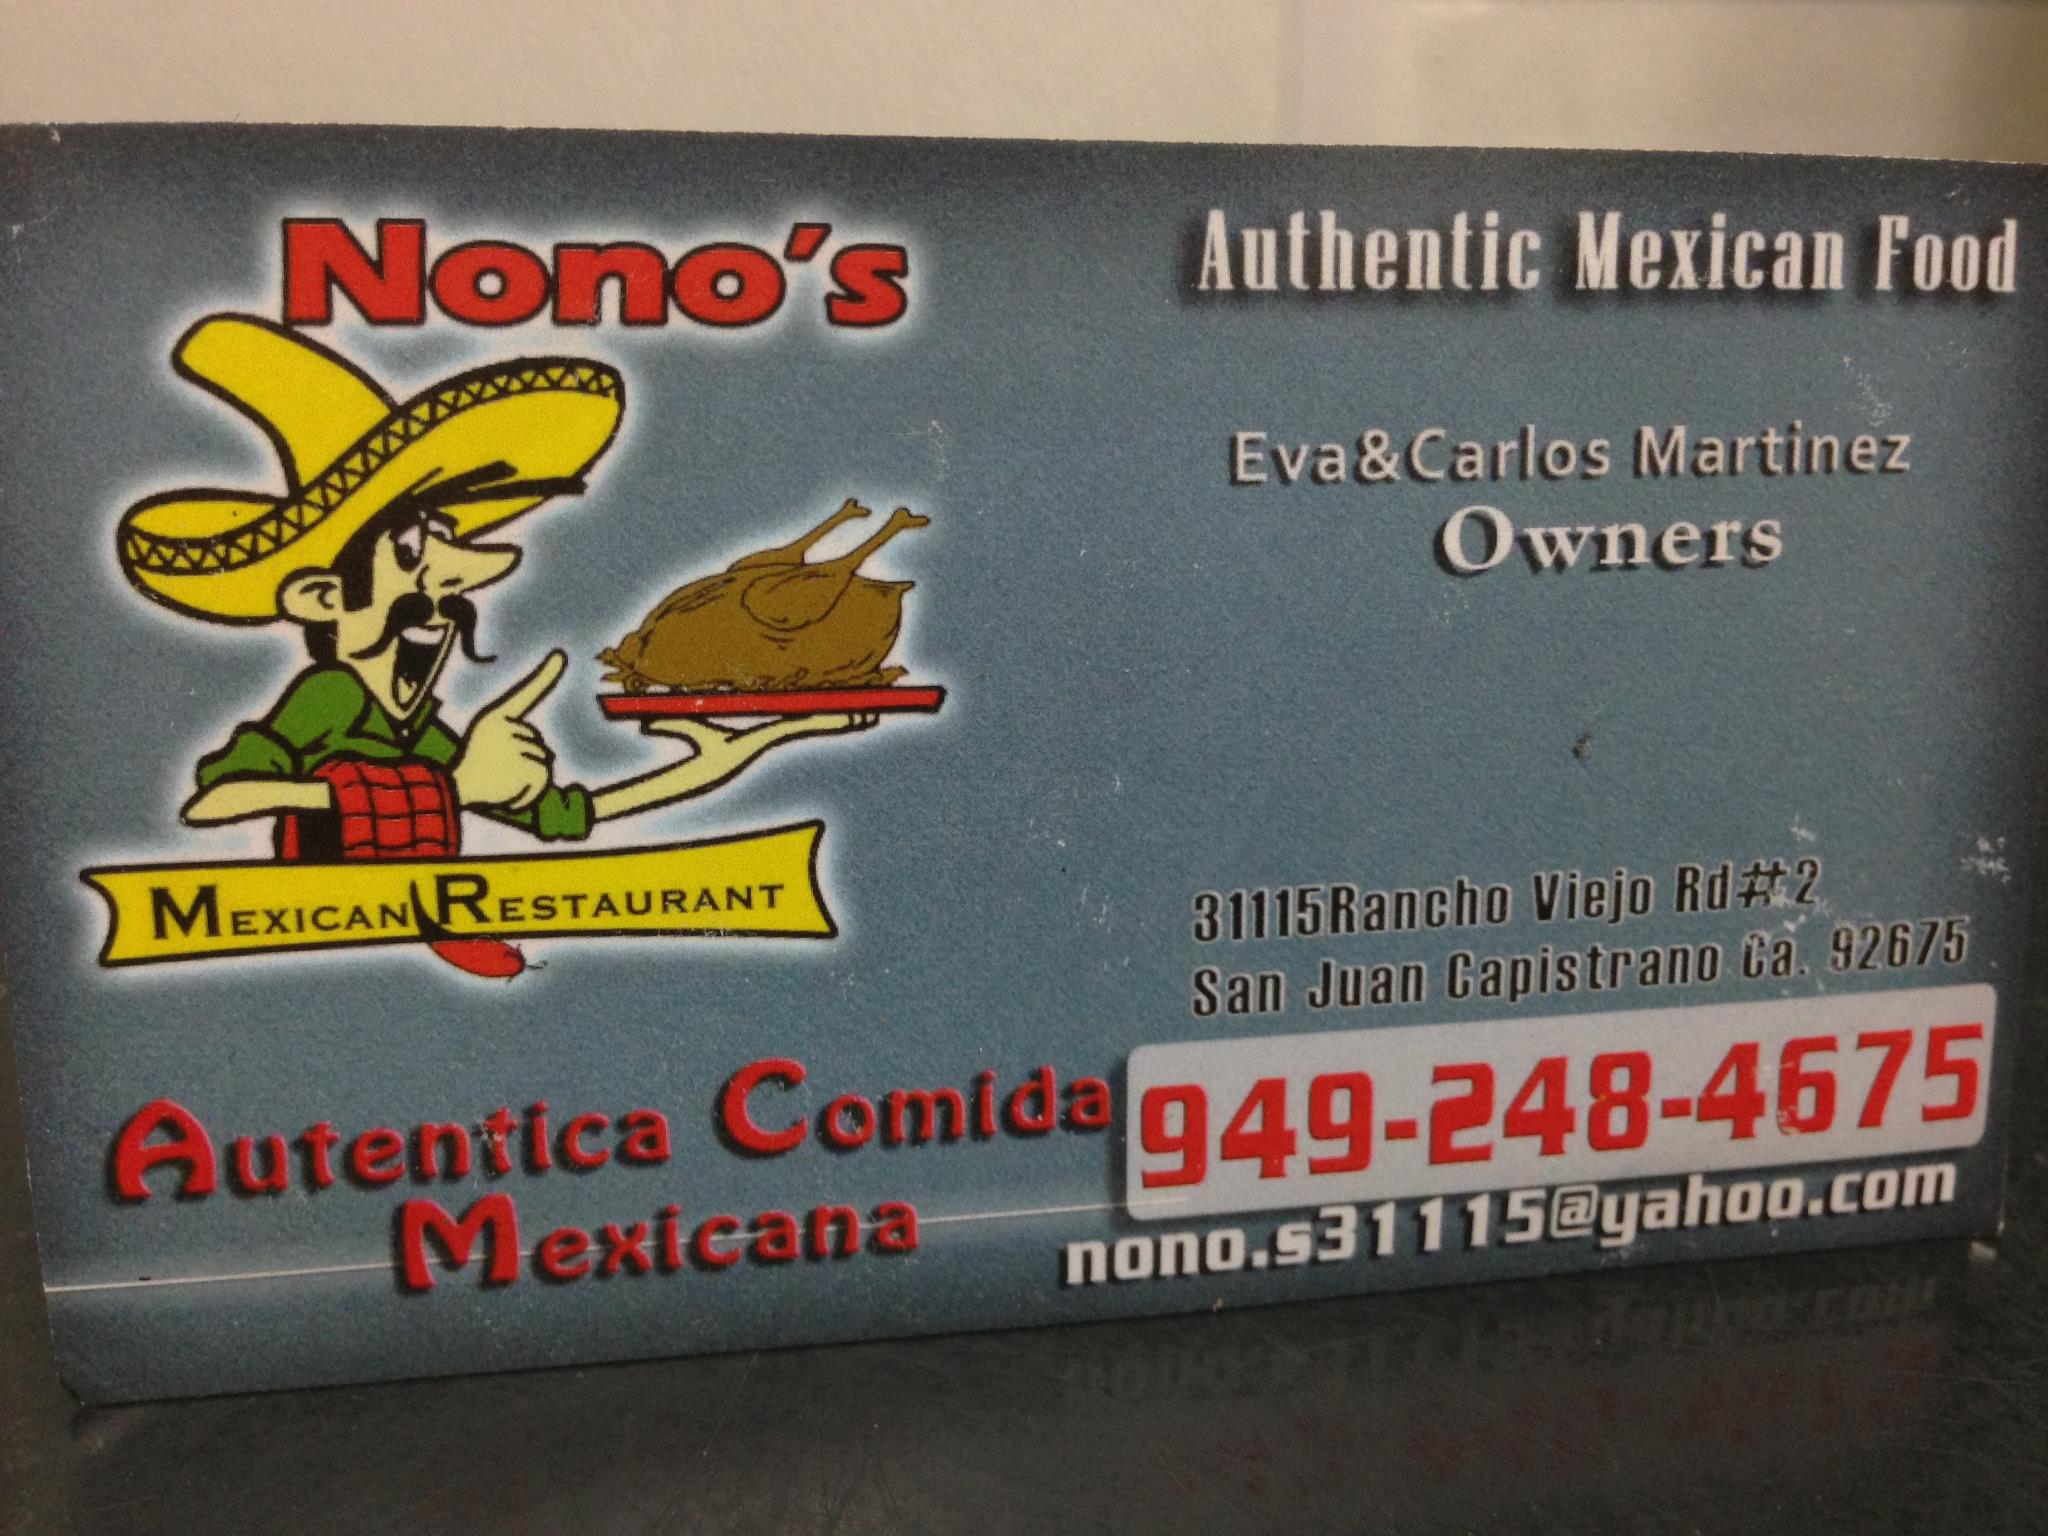 Nono's
Mexican Restaurant
Autentica Comida
Mexicana
Authentic Mexican Food
Eva&Carlos Martinez
Owners
31115Rancho Viejo Rd#2
San Juan Capistrano Ca. 92675
949-248-4675
nono.s31115@yahoo.com